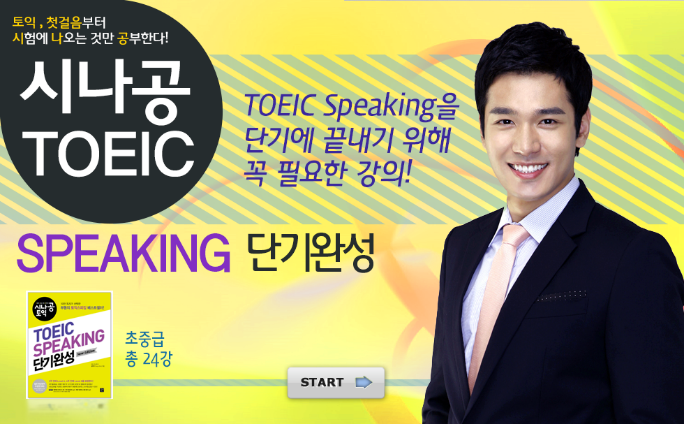 토익, 첫걸음부터
시험에 나오는 것만 공부한다!
시나공
TOEIC
TOEIC Speaking을
단기에 끝내기 위해
꼭 필요한 강의!
SPEAKING 단기완성
시나공
토익
TOEIC
SPEAKING
단기완성
초중급
총 24강
START